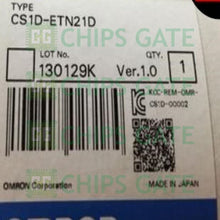 TYPE
CS1D-ETN21D
CHIPS GATE
LOT No.
QTY.
130129K
Ver.1.0
1
KCC-REM-OMR-
CS1D-00002
OMRON Corporation
MADE IN JAPAN